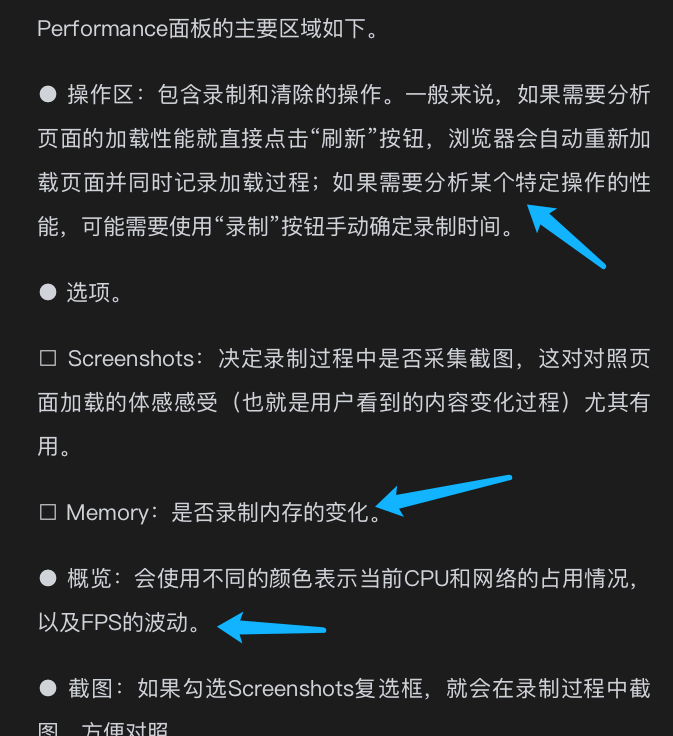 Performance面板的主要区域如下。
● 操作区：包含录制和清除的操作。一般来说，如果需要分析
页面的加载性能就直接点击“刷新”按钮，浏览器会自动重新加
载页面并同时记录加载过程；如果需要分析某个特定操作的性
能，可能需要使用“录制”按钮手动确定录制时间。
● 选项。
□ Screenshots：决定录制过程中是否采集截图，这对对照页
面加载的体感感受（也就是用户看到的内容变化过程）尤其有
用。
□ Memory：是否录制内存的变化。
● 概览：会使用不同的颜色表示当前CPU和网络的占用情况，
以及FPS的波动。
● 截图：如果勾选Screenshots复选框，就会在录制过程中截
图，方便对照